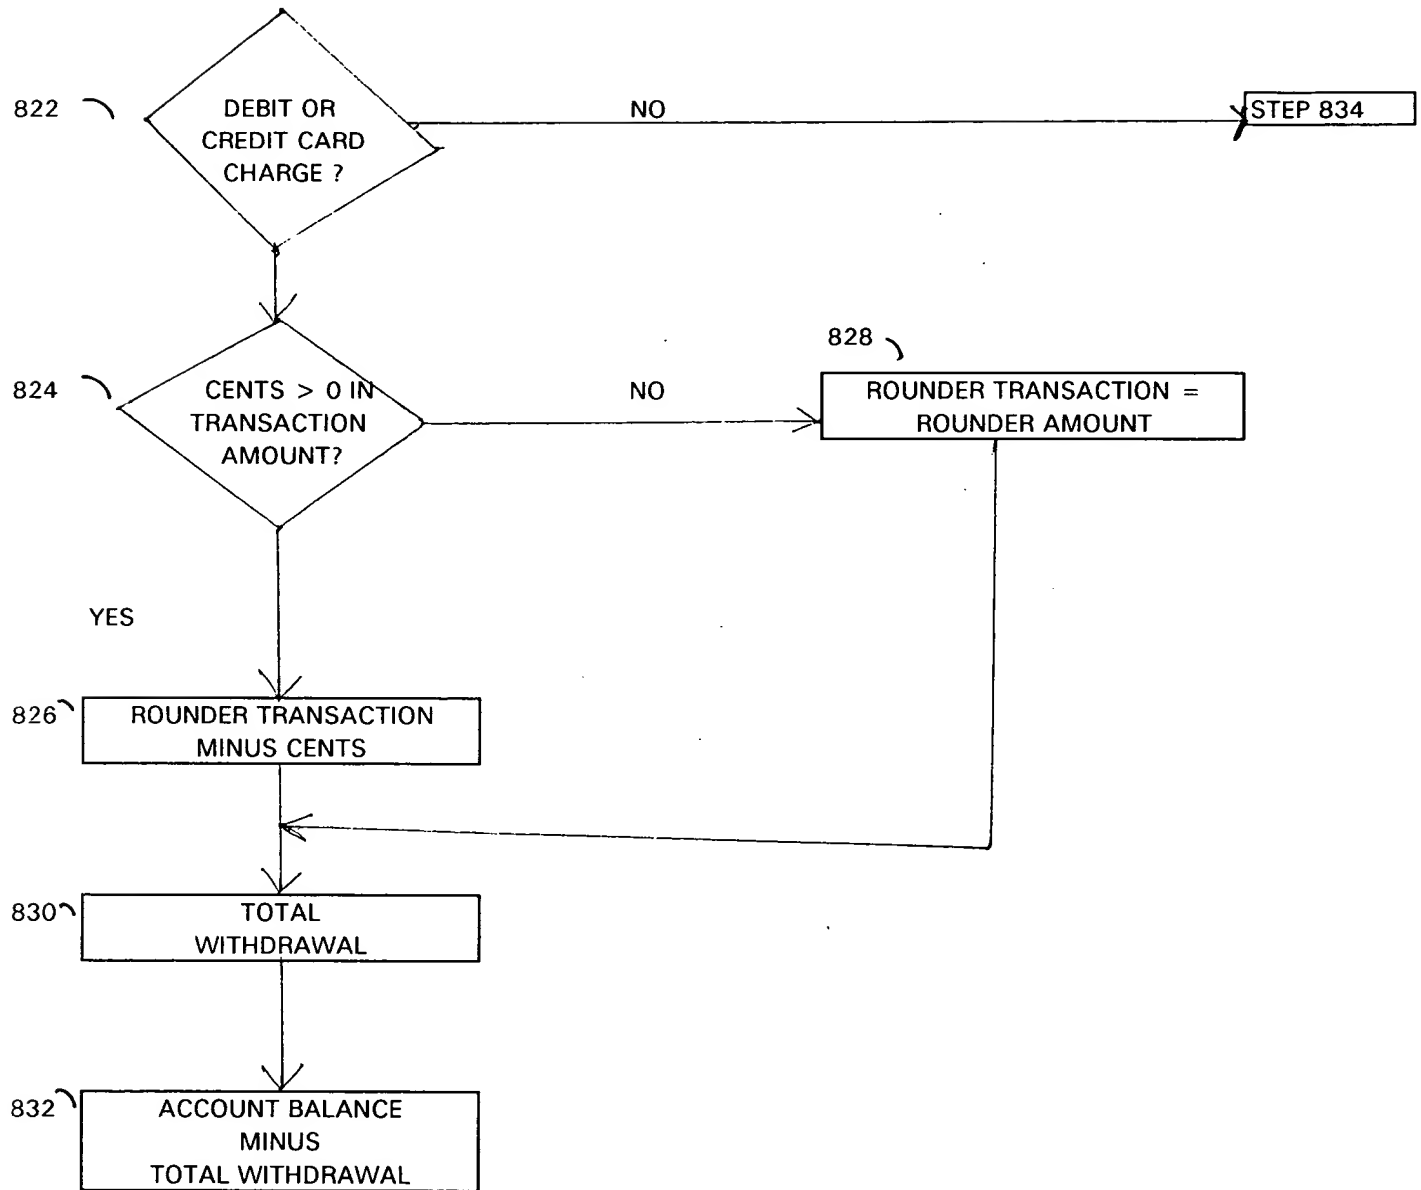 822
DEBIT OR
CREDIT CARD
CHARGE ?
NO
STEP 834
824
CENTS > 0 IN
TRANSACTION
AMOUNT?
NO
828
ROUNDER TRANSACTION =
ROUNDER AMOUNT
YES
826
ROUNDER TRANSACTION
MINUS CENTS
830
TOTAL
WITHDRAWAL
832
ACCOUNT BALANCE
MINUS
TOTAL WITHDRAWAL